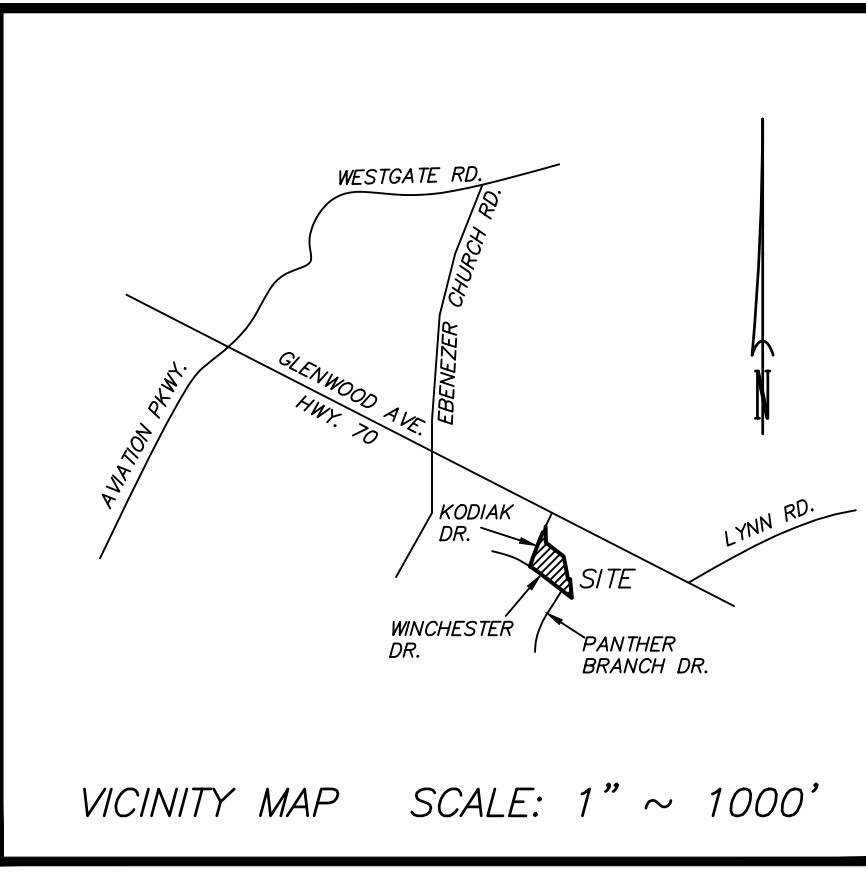 WESTGATE RD.
EBENEZER CHURCH RD.
GLENWOOD AVE.
HWY. 70
AVIATION PKWY.
N
KODIAK
DR.
LYNN RD.
SITE
WINCHESTER
DR.
PANTHER
BRANCH DR.
VICINITY MAP SCALE: 1" ~ 1000'